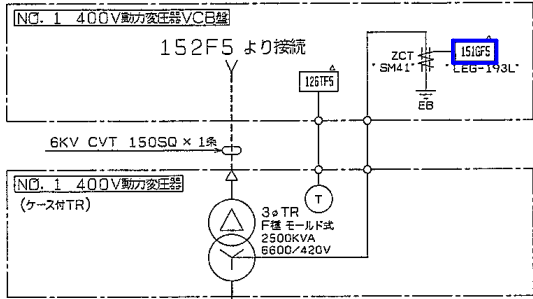 NO. 1 400V動力変圧器VCB盤
152F5 より接続
126TF5
ZCT
"SM41"
151GF5
"LEG-193L"
EB
6KV CVT 150SQ × 1条
NO. 1 400V動力変圧器
(ケース付TR)
T
3φTR
F種 モールド式
2500KVA
6600/420V